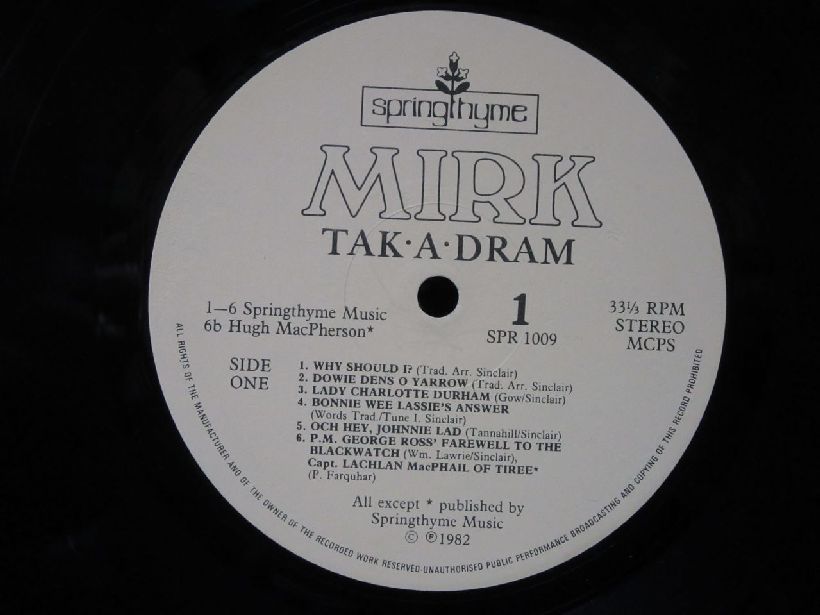 springthyme
MIRK
TAK·A·DRAM
1—6 Springthyme Music
6b Hugh MacPherson*
1
SPR 1009
33⅓ RPM
STEREO
MCPS
SIDE
ONE
1. WHY SHOULD I? (Trad. Arr. Sinclair)
2. DOWIE DENS O YARROW (Trad. Arr. Sinclair)
3. LADY CHARLOTTE DURHAM (Gow/Sinclair)
4. BONNIE WEE LASSIE'S ANSWER
(Words Trad./Tune I. Sinclair)
5. OCH HEY, JOHNNIE LAD (Tannahill/Sinclair)
6. P.M. GEORGE ROSS' FAREWELL TO THE
BLACKWATCH (Wm. Lawrie/Sinclair),
Capt. LACHLAN MacPHAIL OF TIREE*
(P. Farquhar)
All except * published by
Springthyme Music
© ℗1982
ALL RIGHTS OF THE MANUFACTURER AND OF THE OWNER OF THE RECORDED WORK RESERVED-UNAUTHORISED PUBLIC PERFORMANCE BROADCASTING AND COPYING OF THIS RECORD PROHIBITED